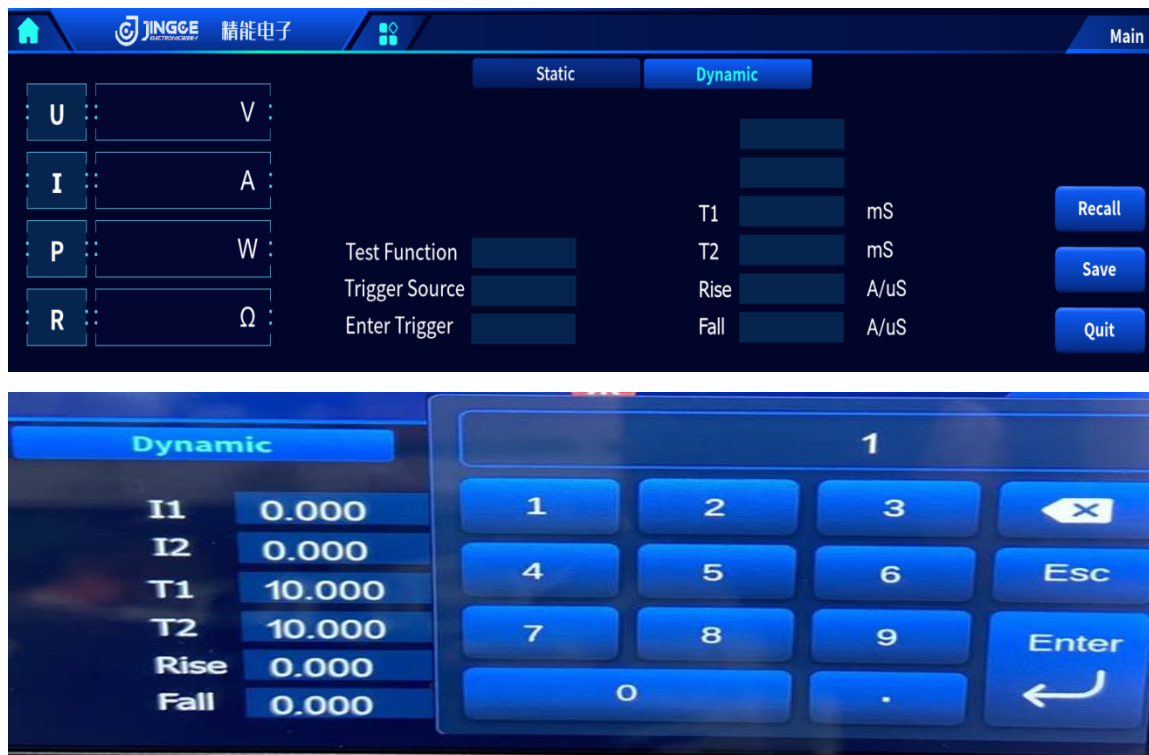 JINGCE 精能电子
Main
Static
Dynamic
U
V
I
A
P
W
R
Ω
Test Function
Trigger Source
Enter Trigger
T1
mS
T2
mS
Rise
A/uS
Fall
A/uS
Recall
Save
Quit
Dynamic
I1 0.000
I2 0.000
T1 10.000
T2 10.000
Rise 0.000
Fall 0.000
1
1 2 3
4 5 6 Esc
7 8 9 Enter
0 .